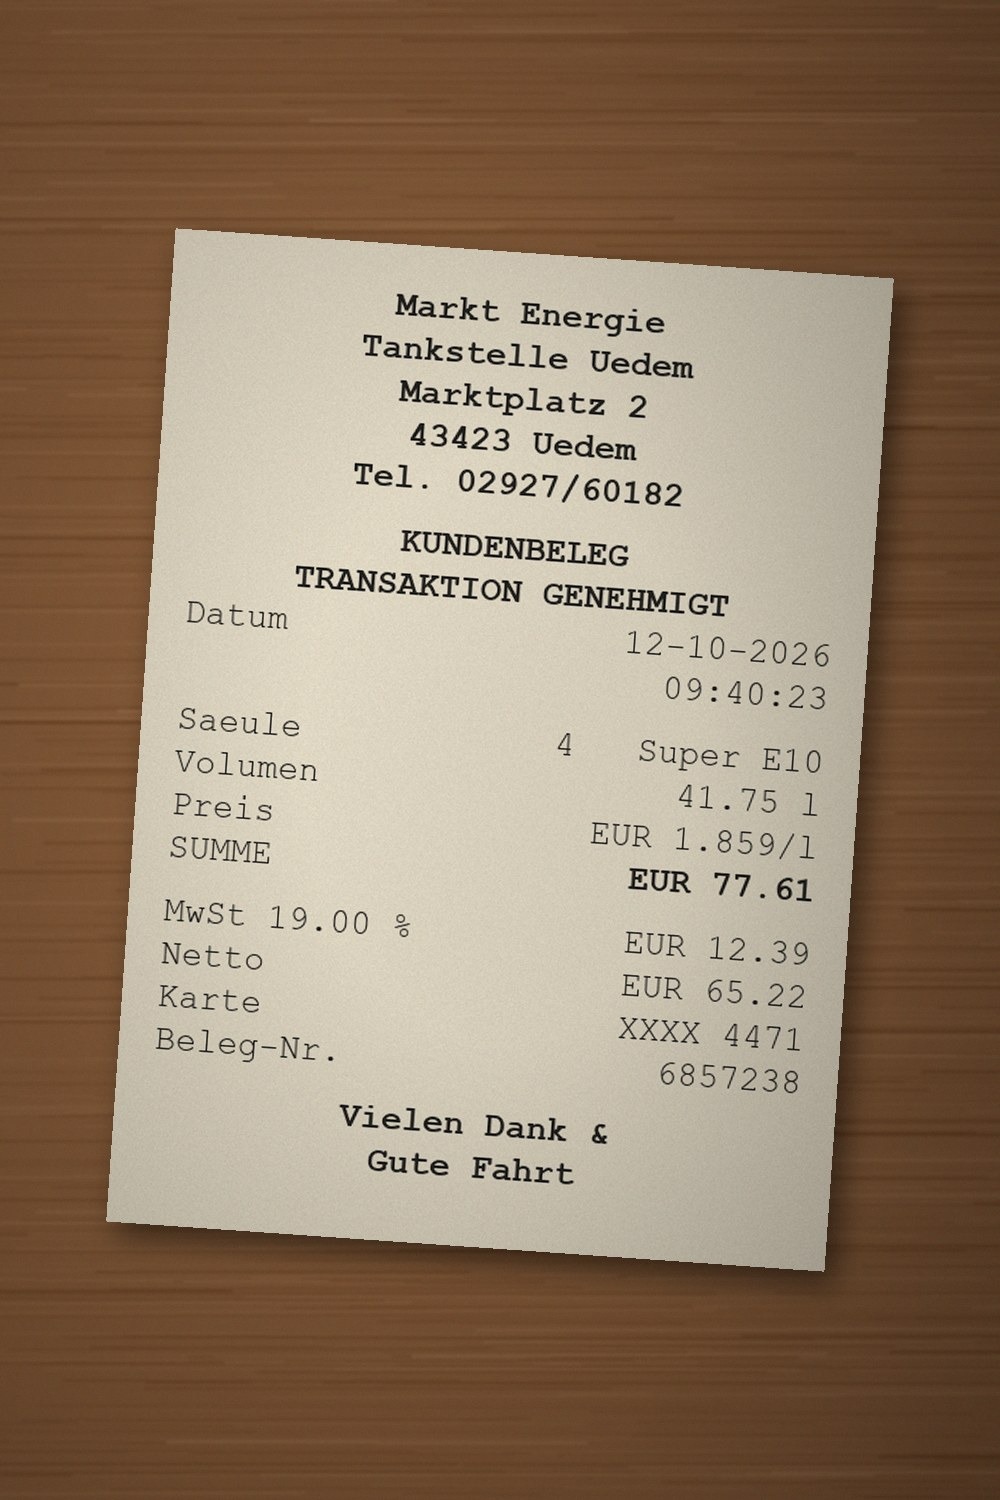 Markt Energie
Tankstelle Uedem
Marktplatz 2
43423 Uedem
Tel. 02927/60182
KUNDENBELEG
TRANSAKTION GENEHMIGT
Datum 12-10-2026
09:40:23
Saeule 4 Super E10
Volumen 41.75 l
Preis EUR 1.859/l
SUMME EUR 77.61
MwSt 19.00 % EUR 12.39
Netto EUR 65.22
Karte XXXX 4471
Beleg-Nr. 6857238
Vielen Dank &
Gute Fahrt